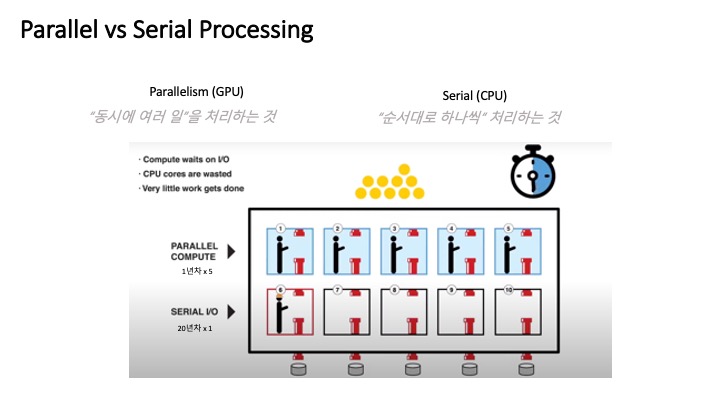 Parallel vs Serial Processing
Parallelism (GPU)
"동시에 여러 일"을 처리하는 것
Serial (CPU)
"순서대로 하나씩" 처리하는 것
· Compute waits on I/O
· CPU cores are wasted
· Very little work gets done
PARALLEL
COMPUTE
1년차 x 5
1
2
3
4
5
SERIAL I/O
20년차 x 1
6
7
8
9
10